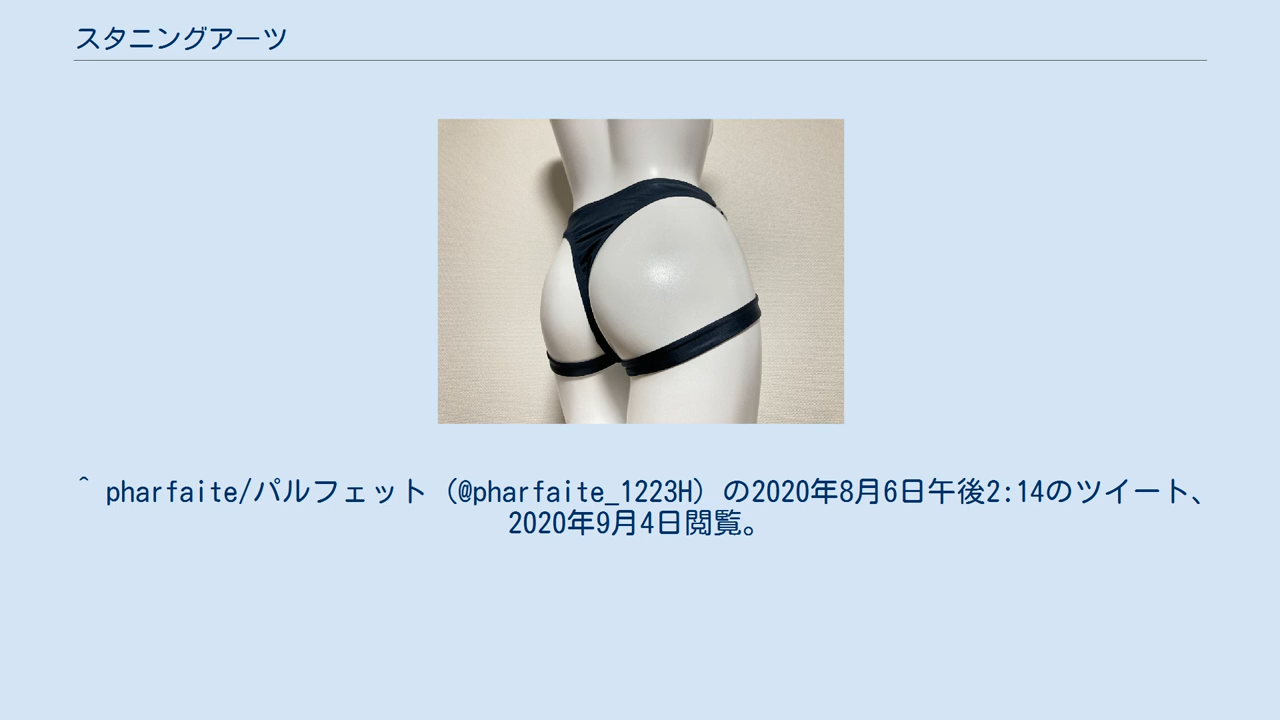 スタニングアーツ
^ pharfaite/パルフェット（@pharfaite_1223H）の2020年8月6日午後2:14のツイート、
2020年9月4日閲覧。